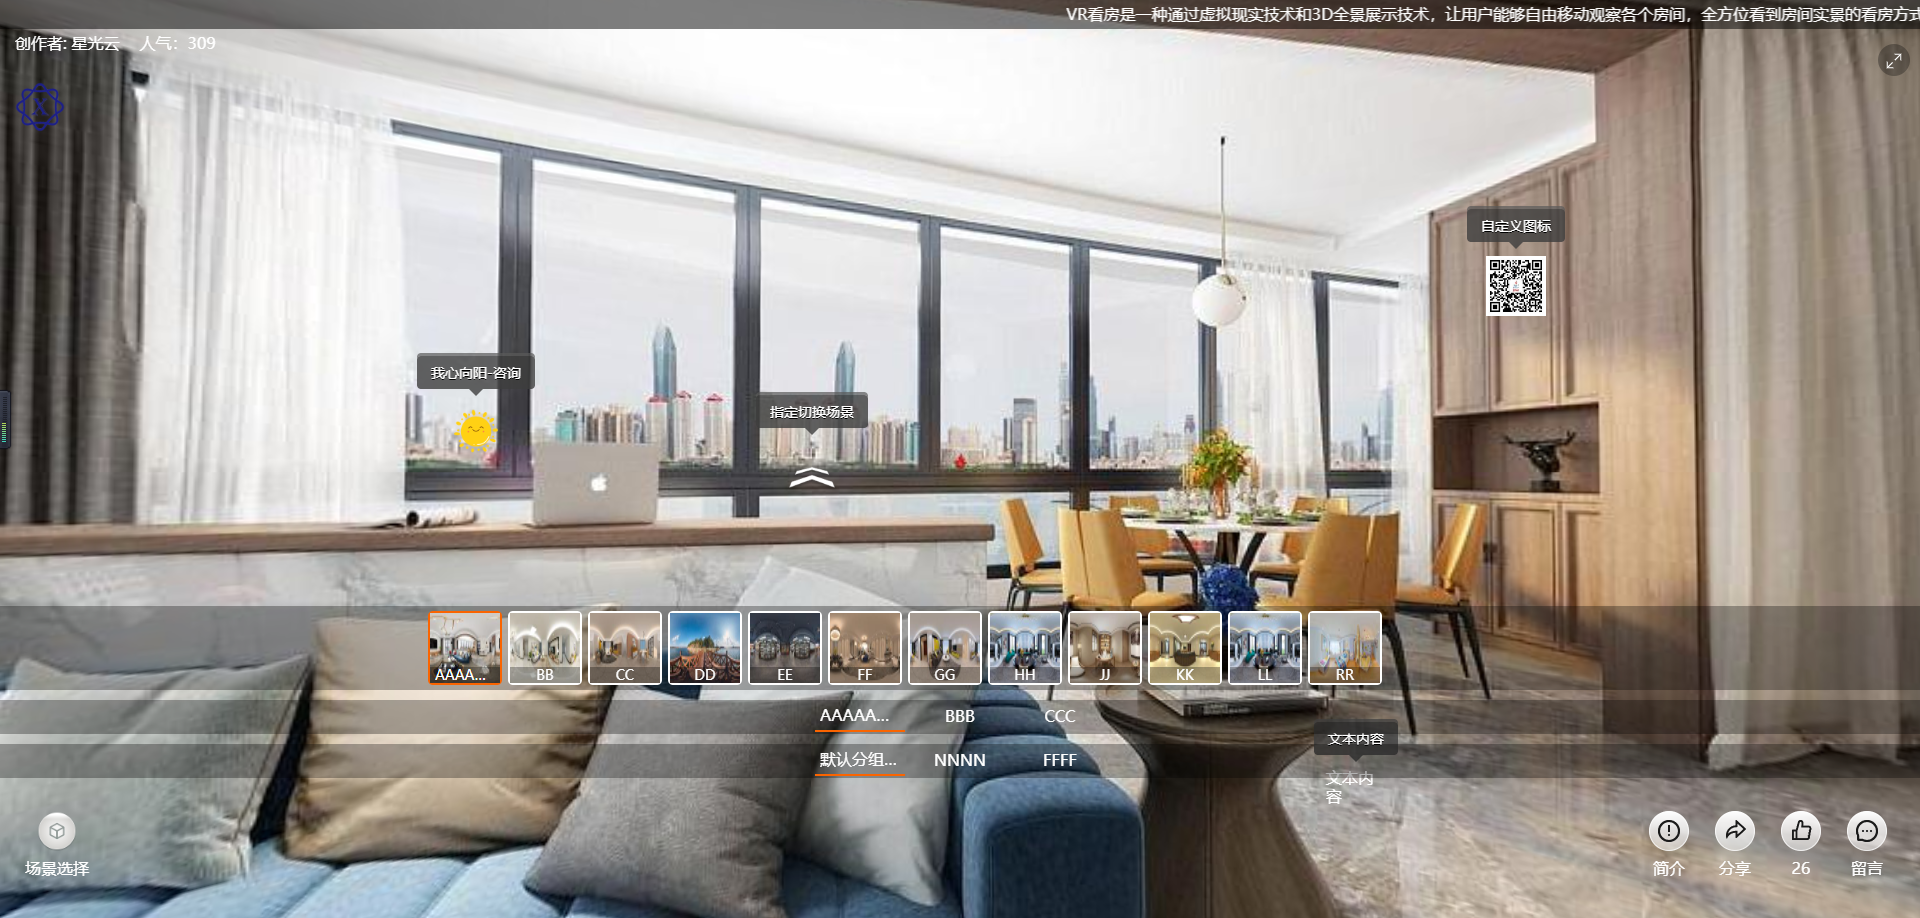 VR看房是一种通过虚拟现实技术和3D全景展示技术，让用户能够自由移动观察各个房间，全方位看到房间实景的看房方式
创作者: 星光云 人气：309
自定义图标
我心向阳-咨询
指定切换场景
AAAA...
BB
CC
DD
EE
FF
GG
HH
JJ
KK
LL
RR
AAAAA... BBB CCC
默认分组... NNNN FFFF
文本内容
文本内
容
场景选择
简介
分享
26
留言